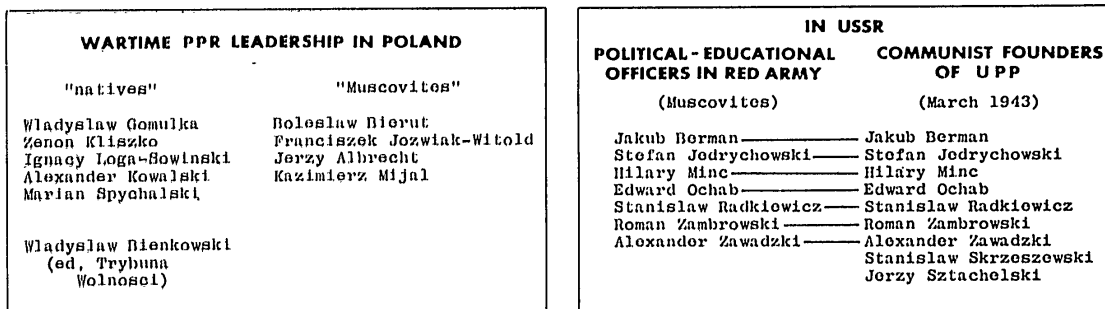 WARTIME PPR LEADERSHIP IN POLAND
"natives"
Wladyslaw Gomulka
Zenon Kliszko
Ignacy Loga-Sowinski
Alexander Kowalski
Marian Spychalski
Wladyslaw Bienkowski
(ed, Trybuna
Wolnosci)
"Muscovites"
Boleslaw Bierut
Franciszek Jozwiak-Witold
Jerzy Albrecht
Kazimierz Mijal
IN USSR
POLITICAL-EDUCATIONAL
OFFICERS IN RED ARMY
(Muscovites)
COMMUNIST FOUNDERS
OF UPP
(March 1943)
Jakub Berman Jakub Berman
Stefan Jedrychowski Stefan Jedrychowski
Hilary Minc Hilary Minc
Edward Ochab Edward Ochab
Stanislaw Radkiewicz Stanislaw Radkiewicz
Roman Zambrowski Roman Zambrowski
Alexander Zawadzki Alexander Zawadzki
Stanislaw Skrzeszewski
Jerzy Sztachelski